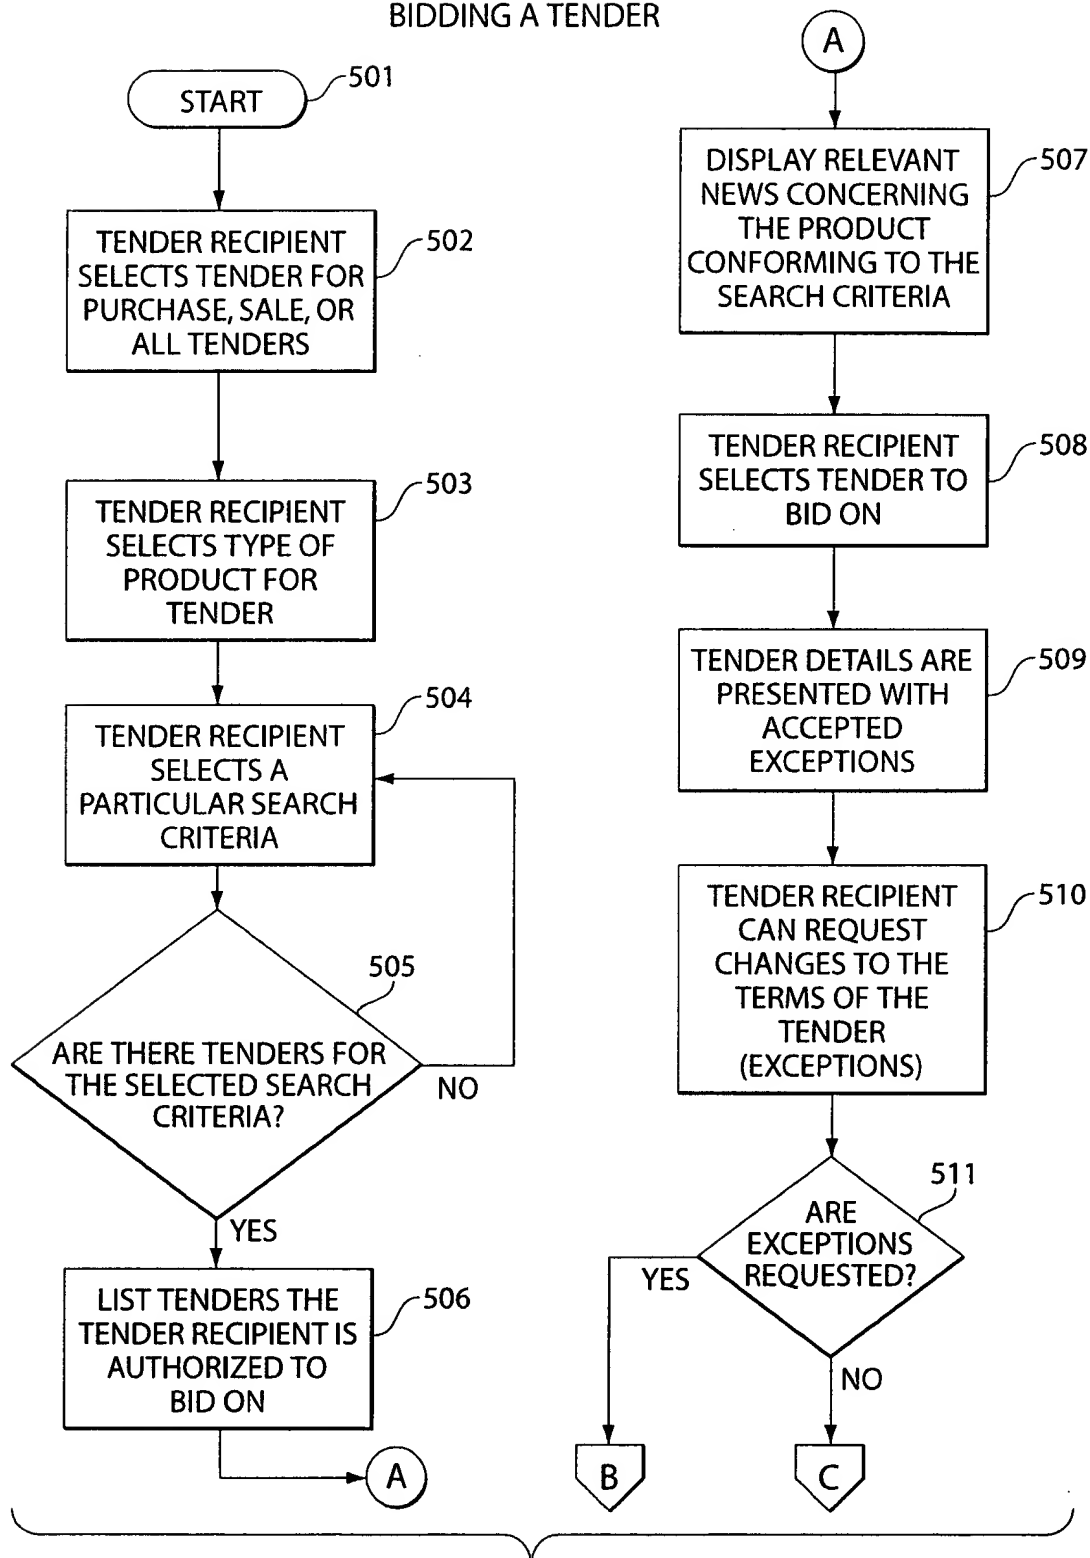 BIDDING A TENDER
START
501
TENDER RECIPIENT
SELECTS TENDER FOR
PURCHASE, SALE, OR
ALL TENDERS
502
TENDER RECIPIENT
SELECTS TYPE OF
PRODUCT FOR
TENDER
503
TENDER RECIPIENT
SELECTS A
PARTICULAR SEARCH
CRITERIA
504
505
ARE THERE TENDERS FOR
THE SELECTED SEARCH
CRITERIA?
NO
YES
LIST TENDERS THE
TENDER RECIPIENT IS
AUTHORIZED TO
BID ON
506
A
A
DISPLAY RELEVANT
NEWS CONCERNING
THE PRODUCT
CONFORMING TO THE
SEARCH CRITERIA
507
TENDER RECIPIENT
SELECTS TENDER TO
BID ON
508
TENDER DETAILS ARE
PRESENTED WITH
ACCEPTED
EXCEPTIONS
509
TENDER RECIPIENT
CAN REQUEST
CHANGES TO THE
TERMS OF THE
TENDER
(EXCEPTIONS)
510
511
ARE
EXCEPTIONS
REQUESTED?
YES
NO
B
C